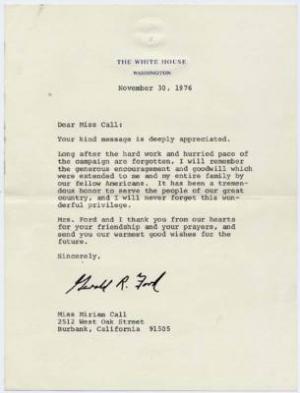 THE WHITE HOUSE
WASHINGTON
November 30, 1976
Dear Miss Call:
Your kind message is deeply appreciated.
Long after the hard work and hurried pace of
the campaign are forgotten, I will remember
the generous encouragement and goodwill which
were extended to me and my entire family by
our fellow Americans. It has been a tremen-
dous honor to serve the people of our great
country, and I will never forget this won-
derful privilege.
Mrs. Ford and I thank you from our hearts
for your friendship and your prayers, and
send you our warmest good wishes for the
future.
Sincerely,
Gerald R. Ford
Miss Miriam Call
2512 West Oak Street
Burbank, California 91505